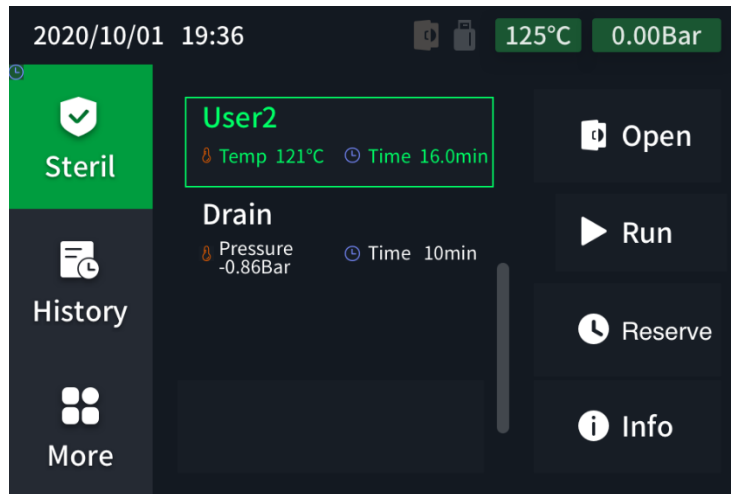 2020/10/01 19:36
125°C
0.00Bar
Steril
History
More
User2
Temp 121°C Time 16.0min
Drain
Pressure
-0.86Bar
Time 10min
Open
Run
Reserve
Info